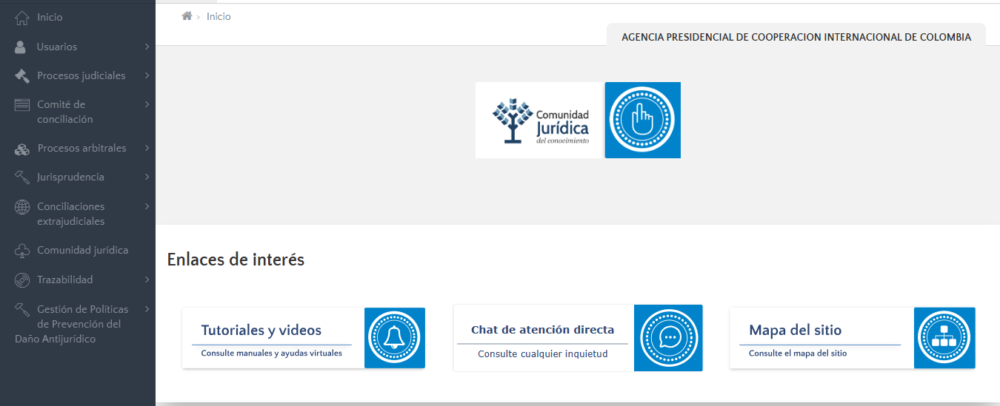 Inicio
Usuarios
Procesos judiciales
Comité de
conciliación
Procesos arbitrales
Jurisprudencia
Conciliaciones
extrajudiciales
Comunidad jurídica
Trazabilidad
Gestión de Políticas
de Prevención del
Daño Antijurídico
> Inicio
AGENCIA PRESIDENCIAL DE COOPERACION INTERNACIONAL DE COLOMBIA
Comunidad
Jurídica
del conocimiento
Enlaces de interés
Tutoriales y videos
Consulte manuales y ayudas virtuales
Chat de atención directa
Consulte cualquier inquietud
Mapa del sitio
Consulte el mapa del sitio